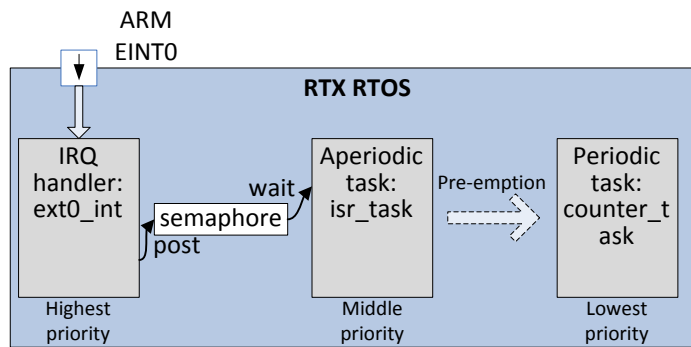 ARM
EINT0
RTX RTOS
IRQ
handler:
ext0_int
post
semaphore
wait
Aperiodic
task:
isr_task
Pre-emption
Periodic
task:
counter_t
ask
Highest
priority
Middle
priority
Lowest
priority